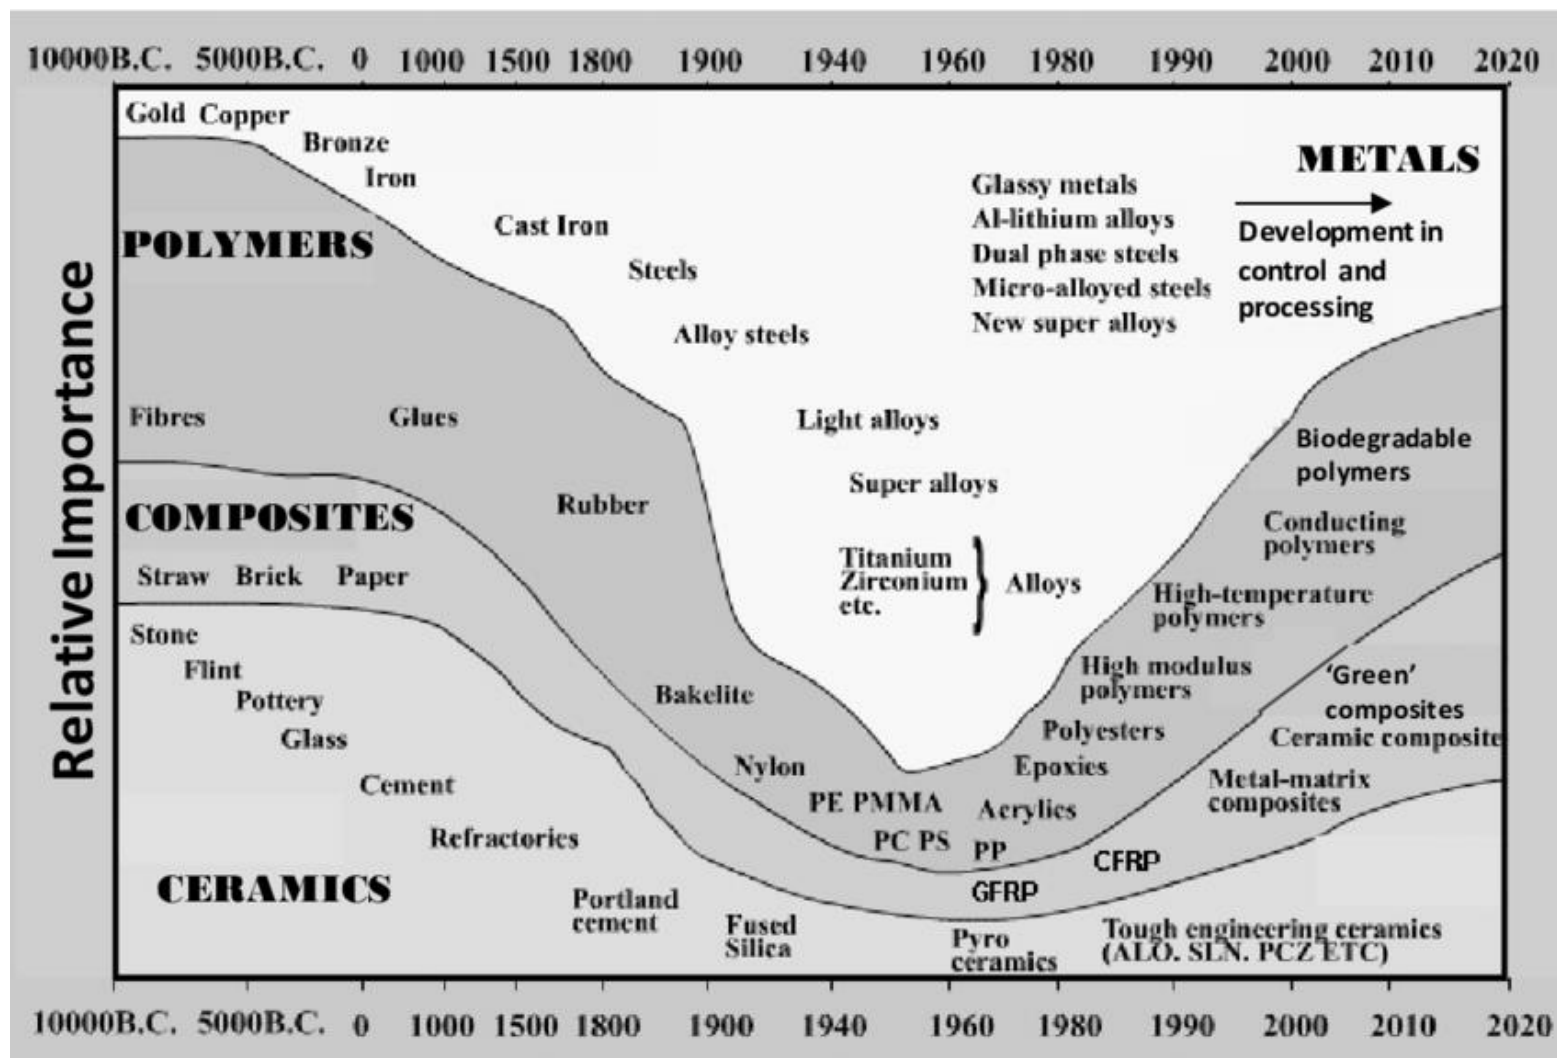 10000B.C. 5000B.C. 0 1000 1500 1800 1900 1940 1960 1980 1990 2000 2010 2020
Relative Importance
Gold Copper
Bronze
Iron
Cast Iron
Steels
Alloy steels
Light alloys
Super alloys
Titanium
Zirconium
etc.
} Alloys
Glassy metals
Al-lithium alloys
Dual phase steels
Micro-alloyed steels
New super alloys
METALS
Development in
control and
processing
POLYMERS
Fibres
Glues
Rubber
Bakelite
Nylon
PE PMMA
PC PS
PP
Acrylics
Epoxies
Polyesters
High modulus
polymers
High-temperature
polymers
Conducting
polymers
Biodegradable
polymers
COMPOSITES
Straw Brick Paper
GFRP
CFRP
Metal-matrix
composites
Ceramic composite
‘Green’
composites
Stone
Flint
Pottery
Glass
Cement
Refractories
CERAMICS
Portland
cement
Fused
Silica
Pyro
ceramics
Tough engineering ceramics
(ALO. SLN. PCZ ETC)
10000B.C. 5000B.C. 0 1000 1500 1800 1900 1940 1960 1980 1990 2000 2010 2020